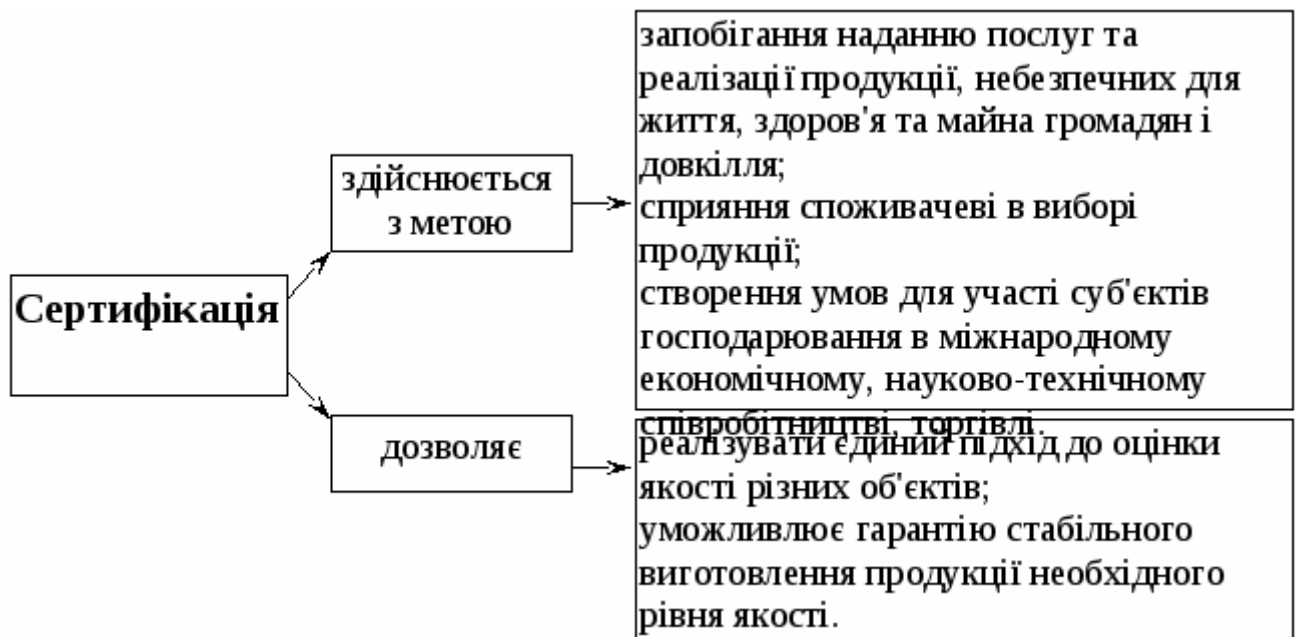 Сертифікація
здійснюється
з метою
запобігання наданню послуг та
реалізації продукції, небезпечних для
життя, здоров'я та майна громадян і
довкілля;
сприяння споживачеві в виборі
продукції;
створення умов для участі суб'єктів
господарювання в міжнародному
економічному, науково-технічному
співробітництві, торгівлі.
дозволяє
реалізувати єдиний підхід до оцінки
якості різних об'єктів;
уможливлює гарантію стабільного
виготовлення продукції необхідного
рівня якості.